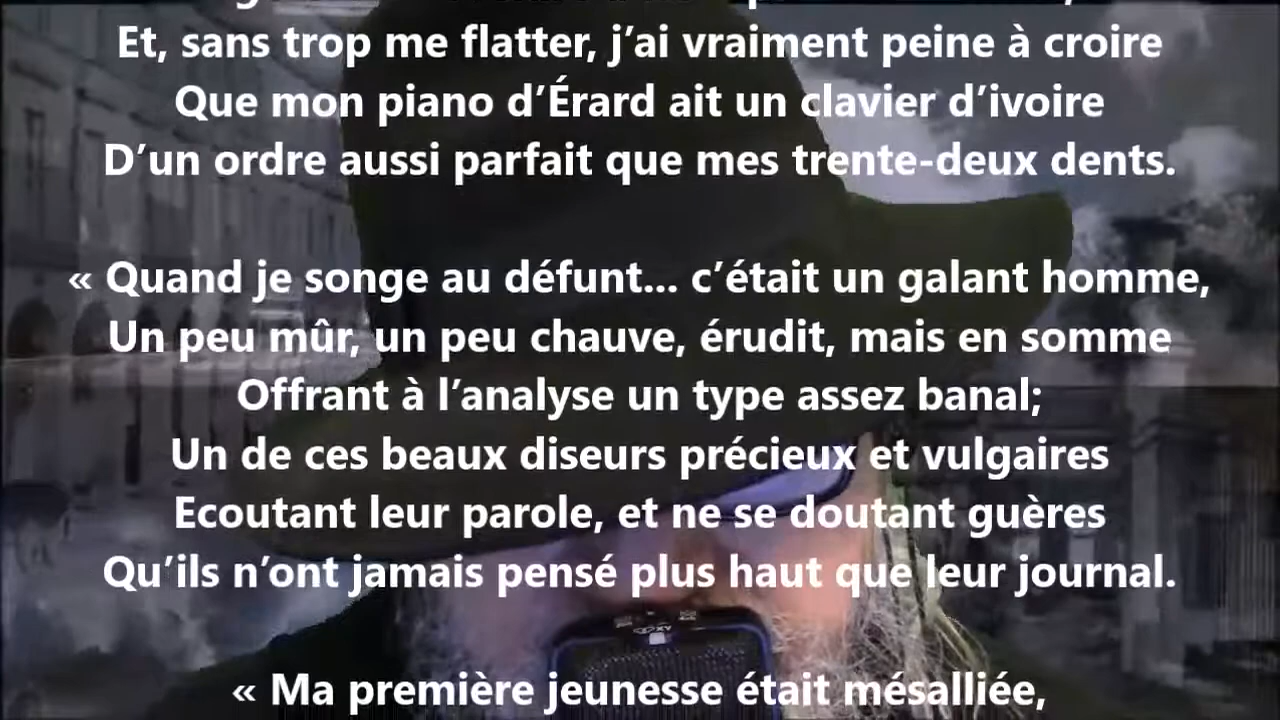 Et, sans trop me flatter, j’ai vraiment peine à croire
Que mon piano d’Érard ait un clavier d’ivoire
D’un ordre aussi parfait que mes trente-deux dents.
« Quand je songe au défunt... c’était un galant homme,
Un peu mûr, un peu chauve, érudit, mais en somme
Offrant à l’analyse un type assez banal;
Un de ces beaux diseurs précieux et vulgaires
Ecoutant leur parole, et ne se doutant guères
Qu’ils n’ont jamais pensé plus haut que leur journal.
« Ma première jeunesse était mésalliée,